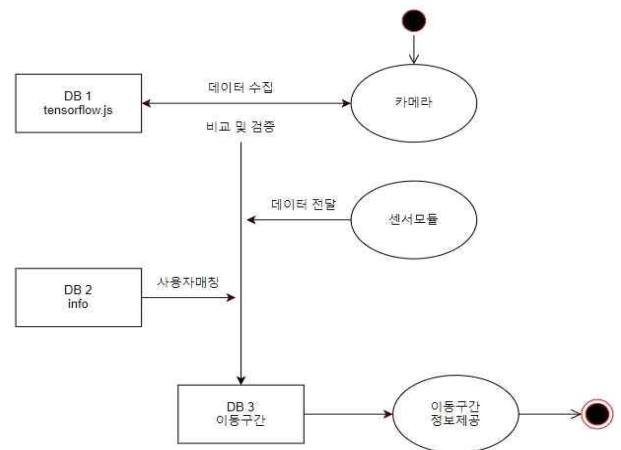 데이터 수집
DB 1
tensorflow.js
카메라
비교 및 검증
데이터 전달
센서모듈
사용자매칭
DB 2
info
DB 3
이동구간
이동구간
정보제공